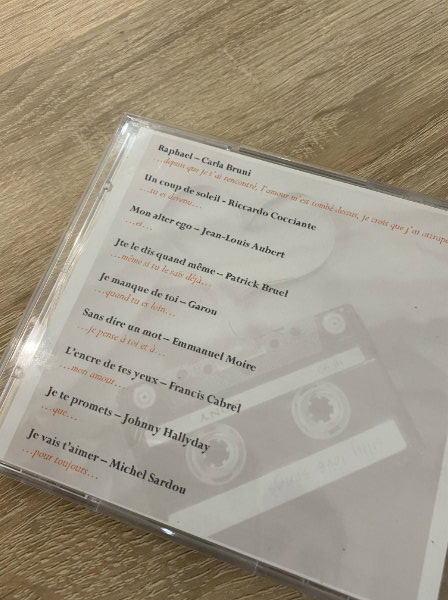 Raphael – Carla Bruni
…depuis que je t'ai rencontré, l'amour m'est tombé dessus, je crois que j'ai attrapé
Un coup de soleil - Riccardo Cocciante
…tu es devenu…
Mon alter ego – Jean-Louis Aubert
…et…
Jte le dis quand même – Patrick Bruel
…même si tu le sais déjà…
Je manque de toi – Garou
…quand tu es loin…
Sans dire un mot – Emmanuel Moire
…je pense à toi et à…
L'encre de tes yeux – Francis Cabrel
…mon amour…
Je te promets – Johnny Hallyday
…que…
Je vais t'aimer – Michel Sardou
…pour toujours…